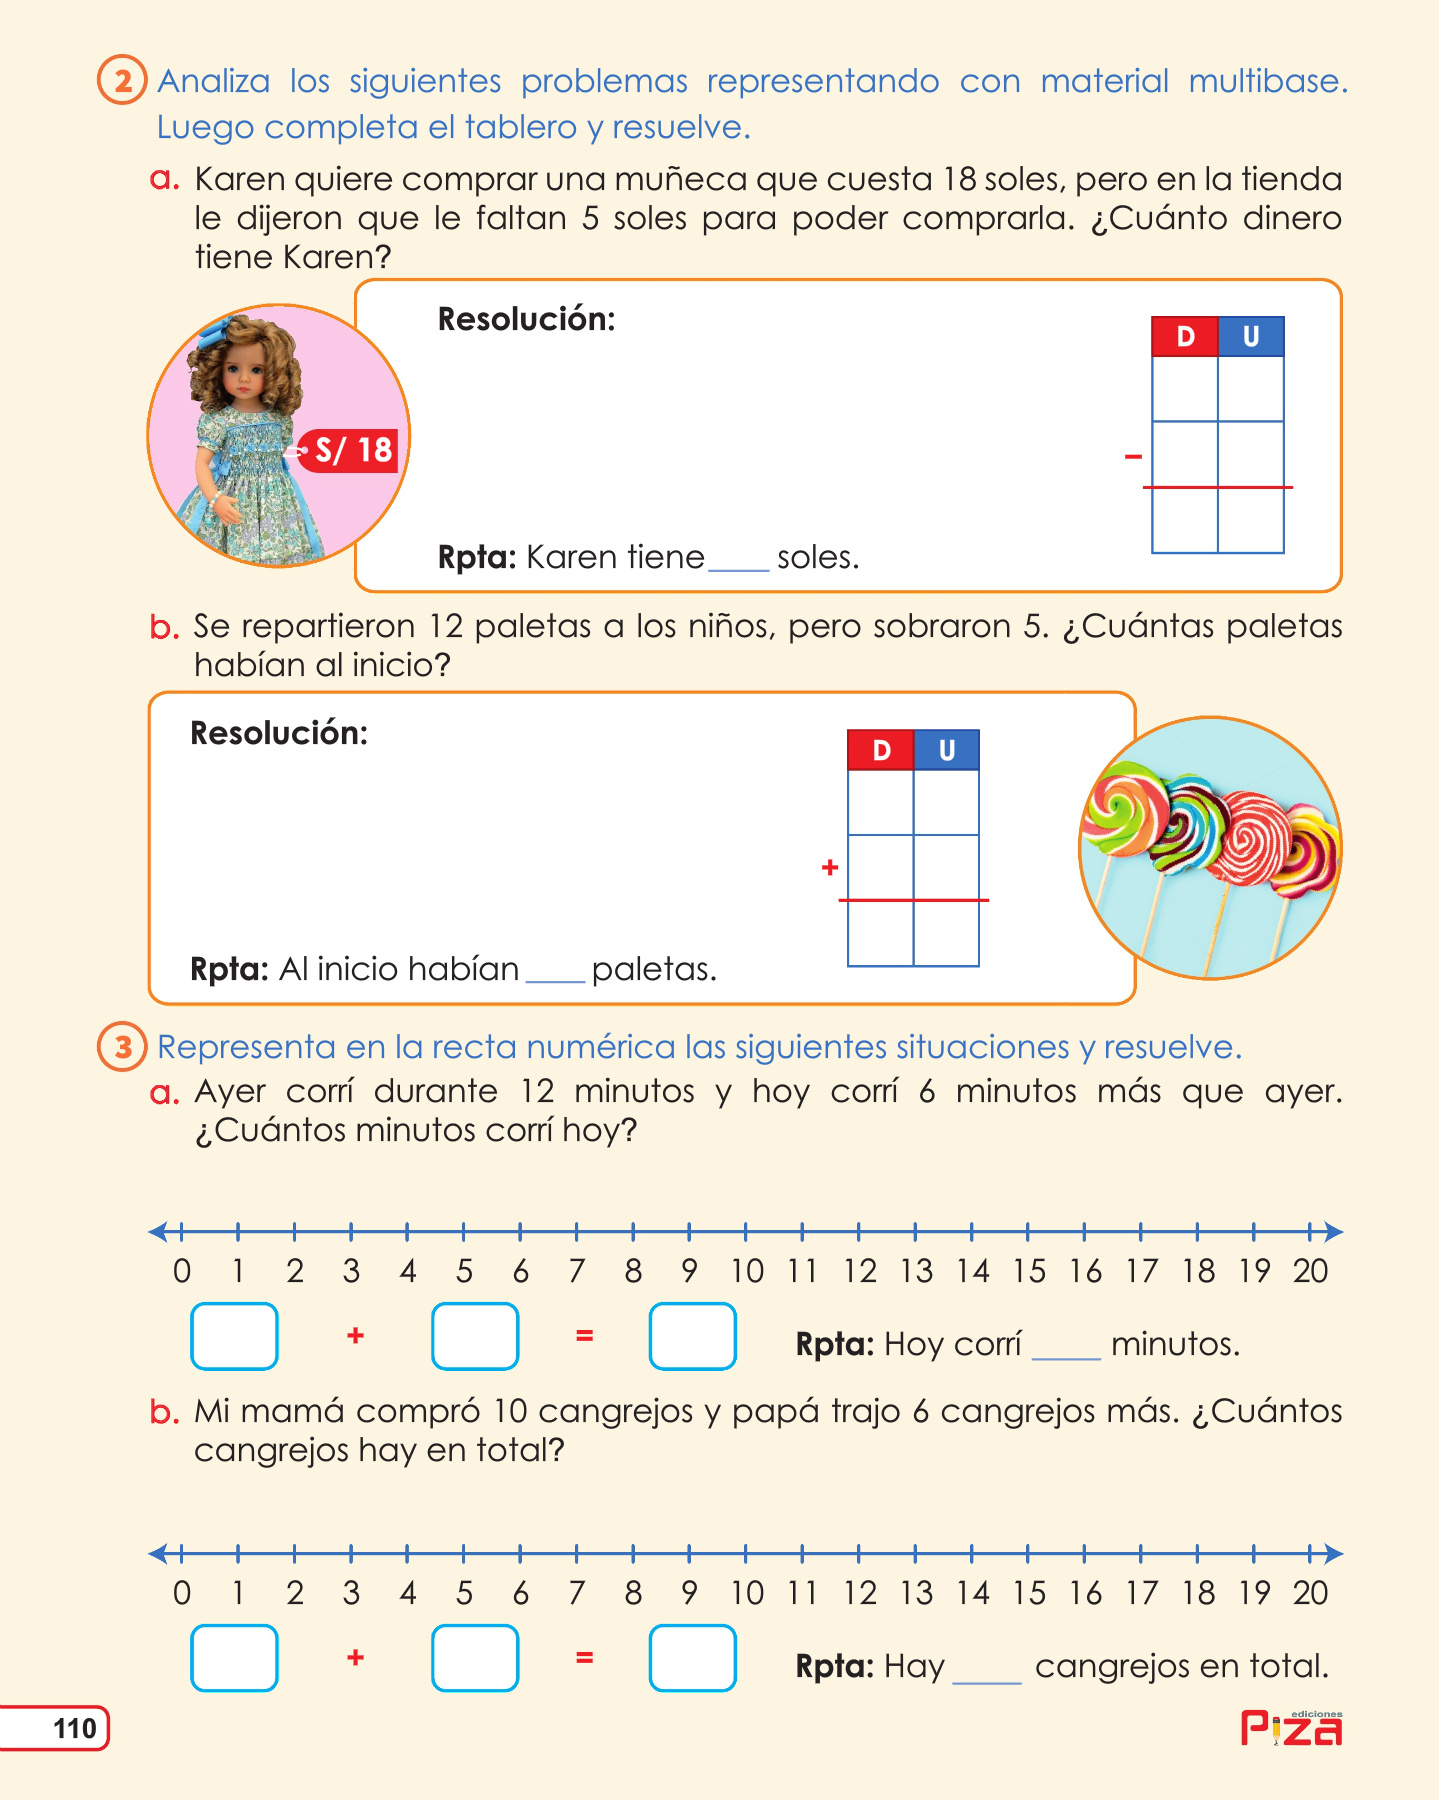 2 Analiza los siguientes problemas representando con material multibase.
Luego completa el tablero y resuelve.
a. Karen quiere comprar una muñeca que cuesta 18 soles, pero en la tienda
le dijeron que le faltan 5 soles para poder comprarla. ¿Cuánto dinero
tiene Karen?
Resolución:
D U
S/ 18
–
Rpta: Karen tiene____ soles.
b. Se repartieron 12 paletas a los niños, pero sobraron 5. ¿Cuántas paletas
habían al inicio?
Resolución:
D U
+
Rpta: Al inicio habían ____ paletas.
3 Representa en la recta numérica las siguientes situaciones y resuelve.
a. Ayer corrí durante 12 minutos y hoy corrí 6 minutos más que ayer.
¿Cuántos minutos corrí hoy?
0 1 2 3 4 5 6 7 8 9 10 11 12 13 14 15 16 17 18 19 20
+ = Rpta: Hoy corrí ____ minutos.
b. Mi mamá compró 10 cangrejos y papá trajo 6 cangrejos más. ¿Cuántos
cangrejos hay en total?
0 1 2 3 4 5 6 7 8 9 10 11 12 13 14 15 16 17 18 19 20
+ = Rpta: Hay ____ cangrejos en total.
110
ediciones
Piza